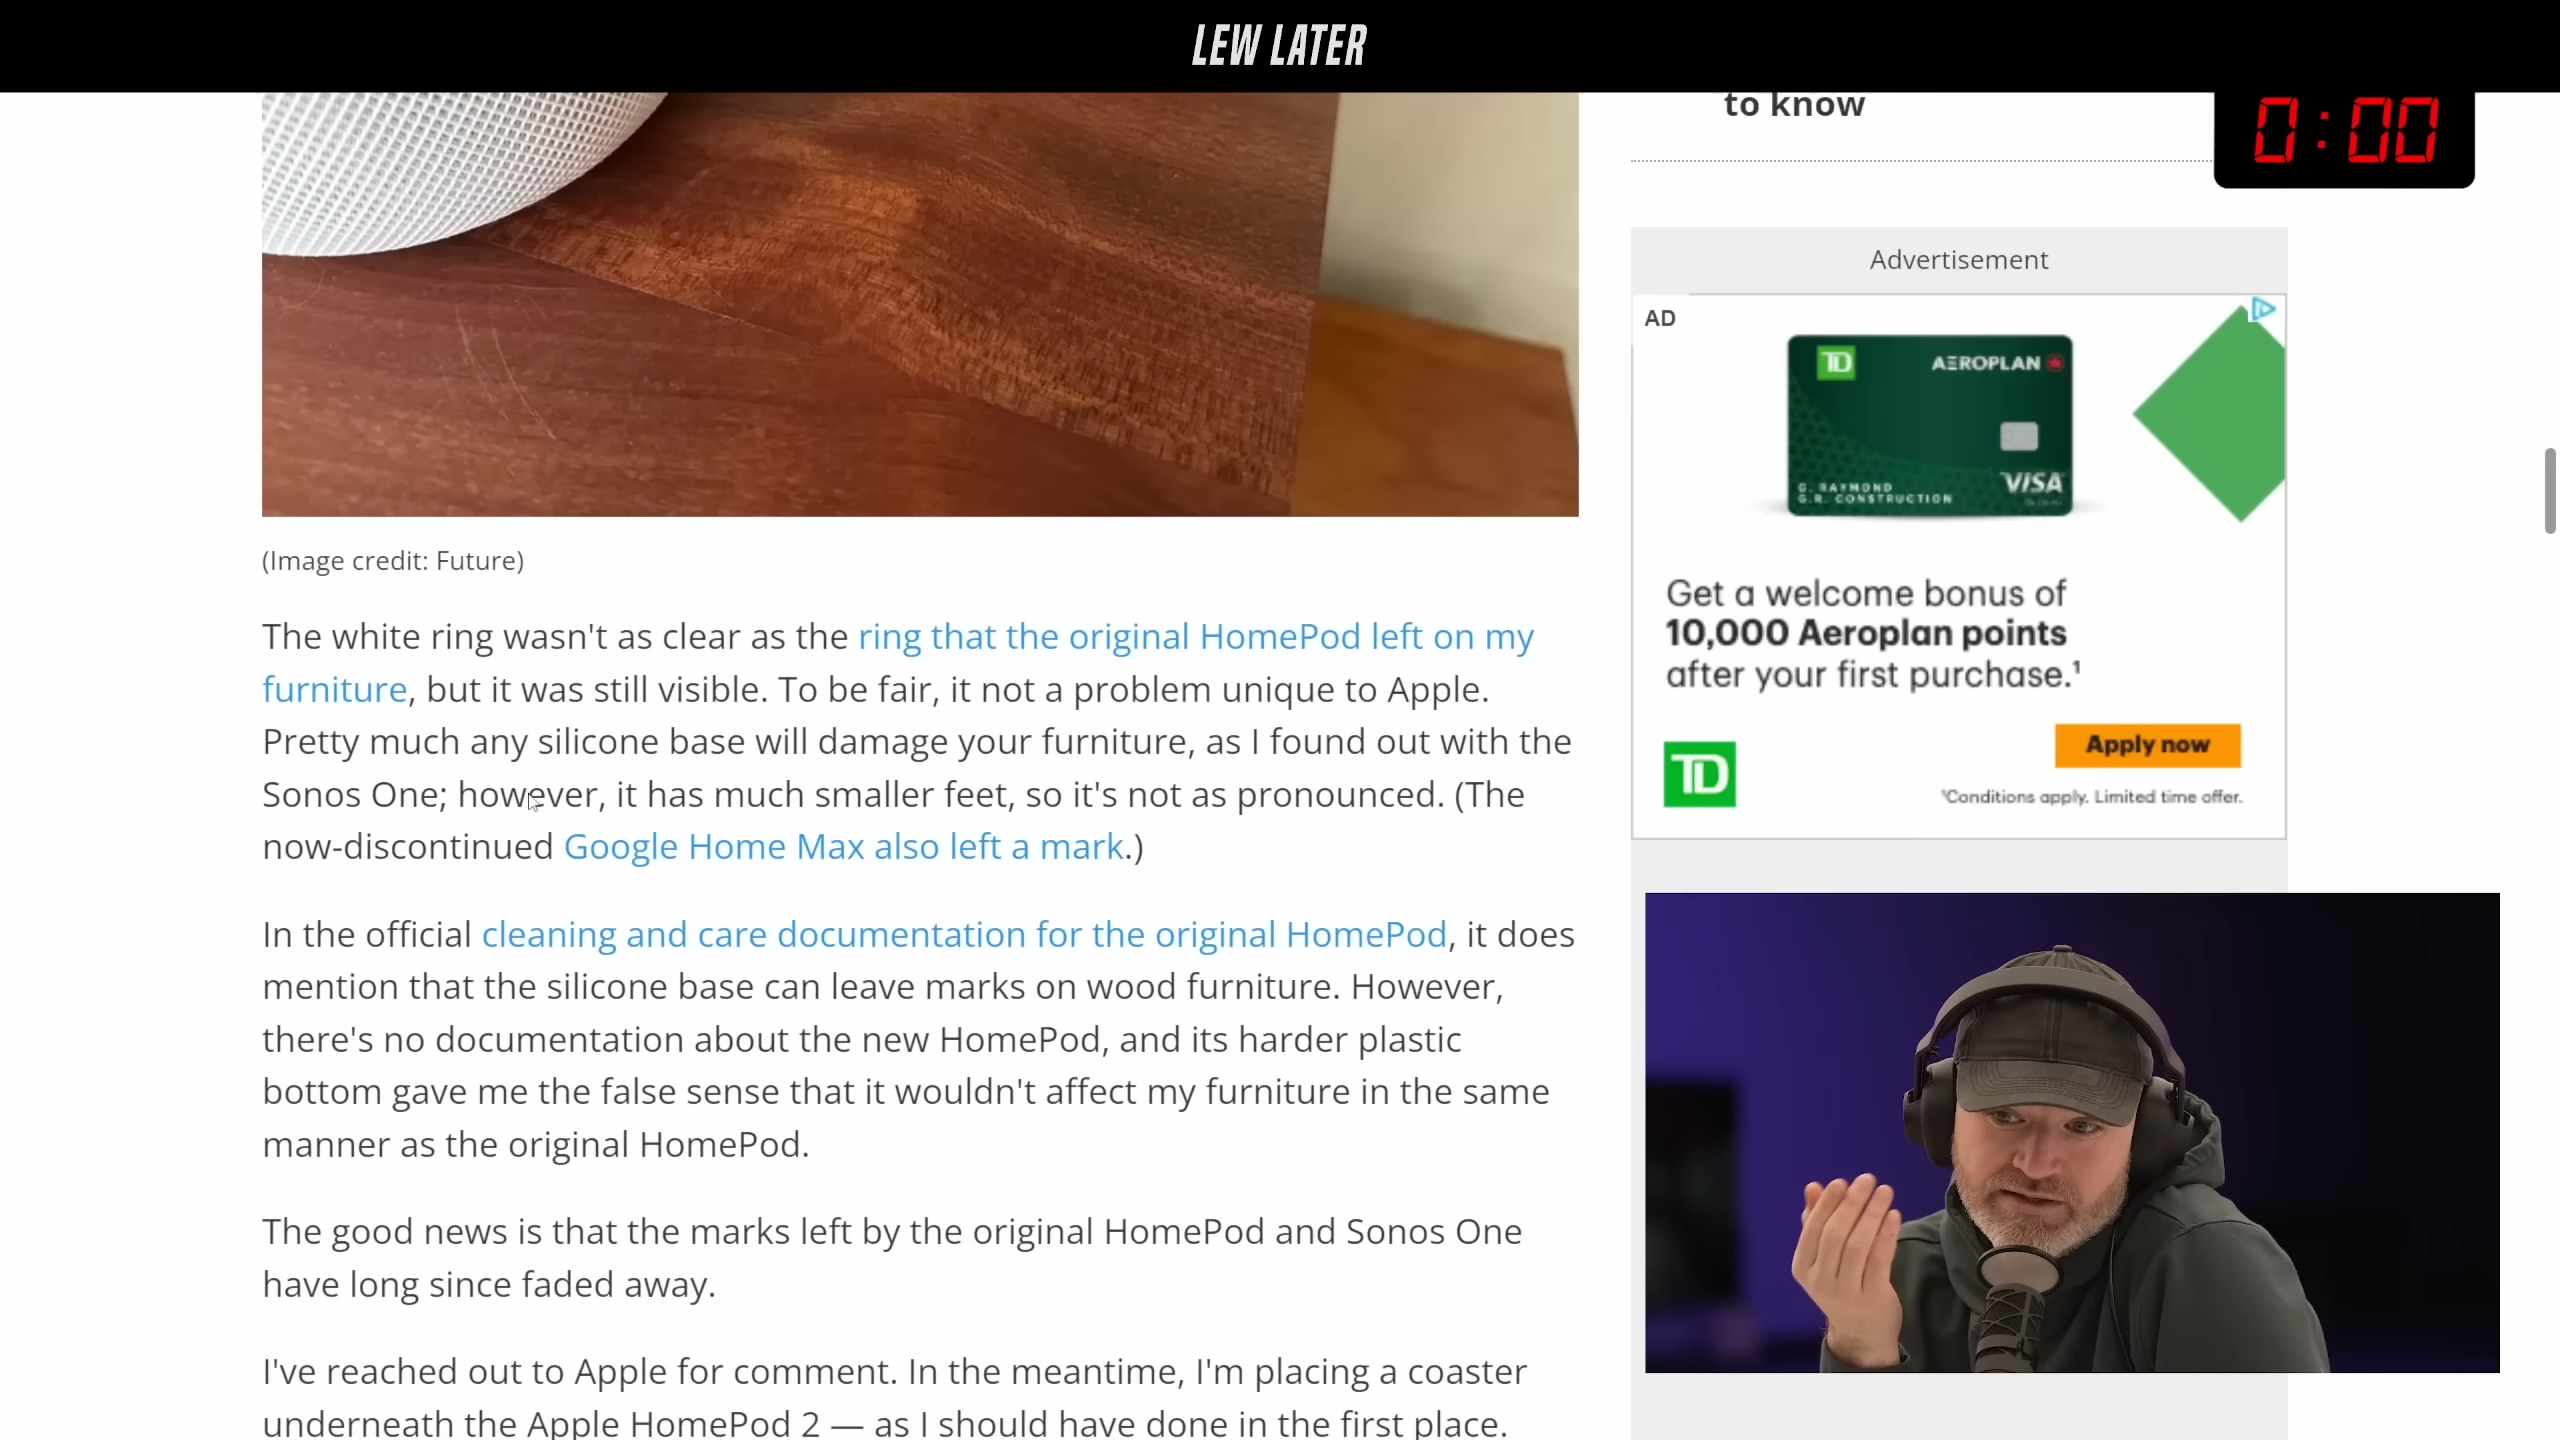 LEW LATER
to know
0:00
(Image credit: Future)
The white ring wasn't as clear as the ring that the original HomePod left on my
furniture, but it was still visible. To be fair, it not a problem unique to Apple.
Pretty much any silicone base will damage your furniture, as I found out with the
Sonos One; however, it has much smaller feet, so it's not as pronounced. (The
now-discontinued Google Home Max also left a mark.)
In the official cleaning and care documentation for the original HomePod, it does
mention that the silicone base can leave marks on wood furniture. However,
there's no documentation about the new HomePod, and its harder plastic
bottom gave me the false sense that it wouldn't affect my furniture in the same
manner as the original HomePod.
The good news is that the marks left by the original HomePod and Sonos One
have long since faded away.
I've reached out to Apple for comment. In the meantime, I'm placing a coaster
underneath the Apple HomePod 2 — as I should have done in the first place.
Advertisement
AD
TD AEROPLAN
G. RAYMOND
G.R. CONSTRUCTION
VISA
Get a welcome bonus of
10,000 Aeroplan points
after your first purchase.¹
Apply now
TD
¹Conditions apply. Limited time offer.